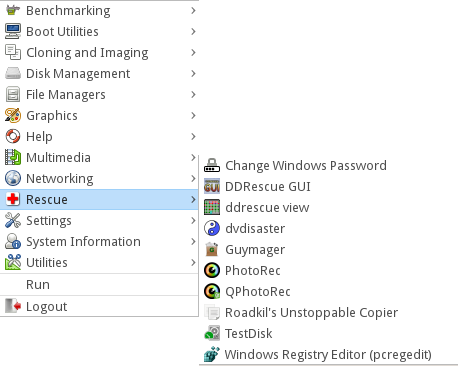 Benchmarking
Boot Utilities
Cloning and Imaging
Disk Management
File Managers
Graphics
Help
Multimedia
Networking
Rescue
Settings
System Information
Utilities
Run
Logout
Change Windows Password
DDRescue GUI
ddrescue view
dvdisaster
Guymager
PhotoRec
QPhotoRec
Roadkil's Unstoppable Copier
TestDisk
Windows Registry Editor (pcregedit)